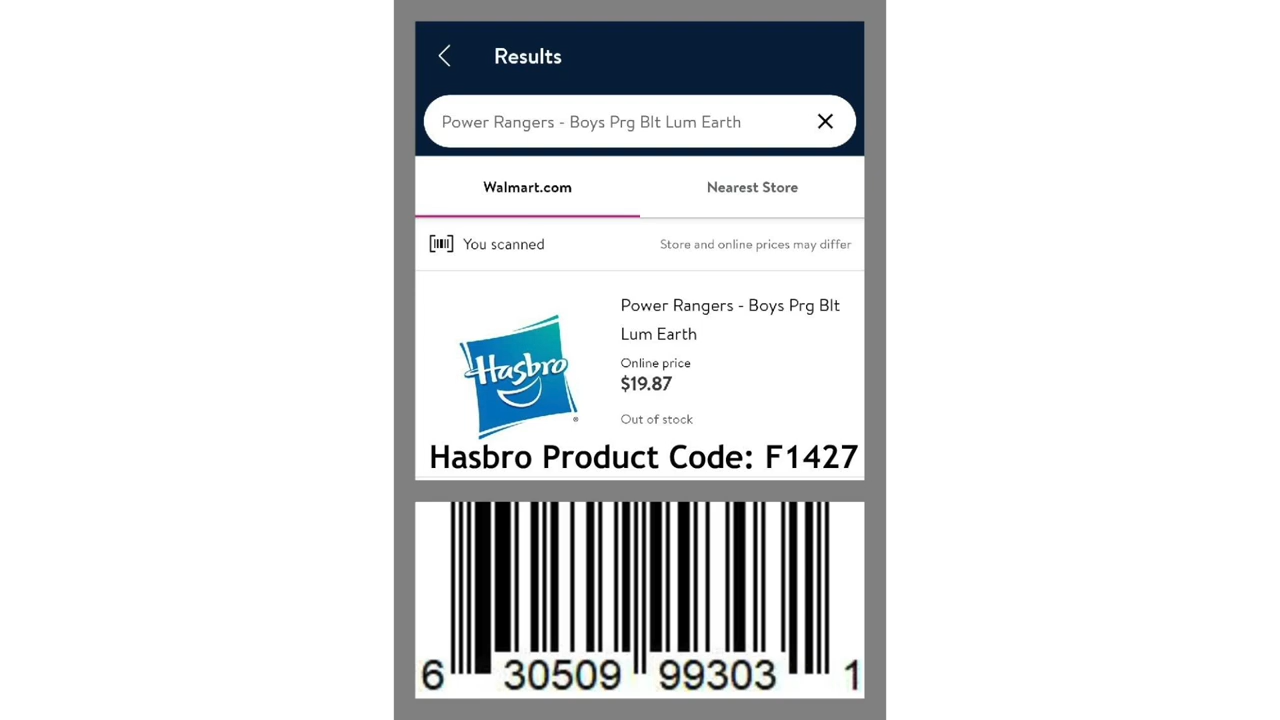 Results
Power Rangers - Boys Prg Blt Lum Earth
Walmart.com Nearest Store
You scanned Store and online prices may differ
Power Rangers - Boys Prg Blt
Lum Earth
Online price
$19.87
Out of stock
Hasbro
®
Hasbro Product Code: F1427
6 30509 99303 1